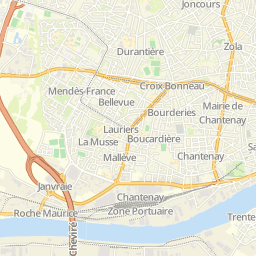 Joncours
Durantière
Zola
Croix Bonneau
Mendès-France
Bellevue
Mairie de
Chantenay
Bourderies
Lauriers
La Musse
Boucardière
Mallève
Chantenay
Janvraie
Chantenay
Zone Portuaire
Roche Maurice
Trente
Cheviré